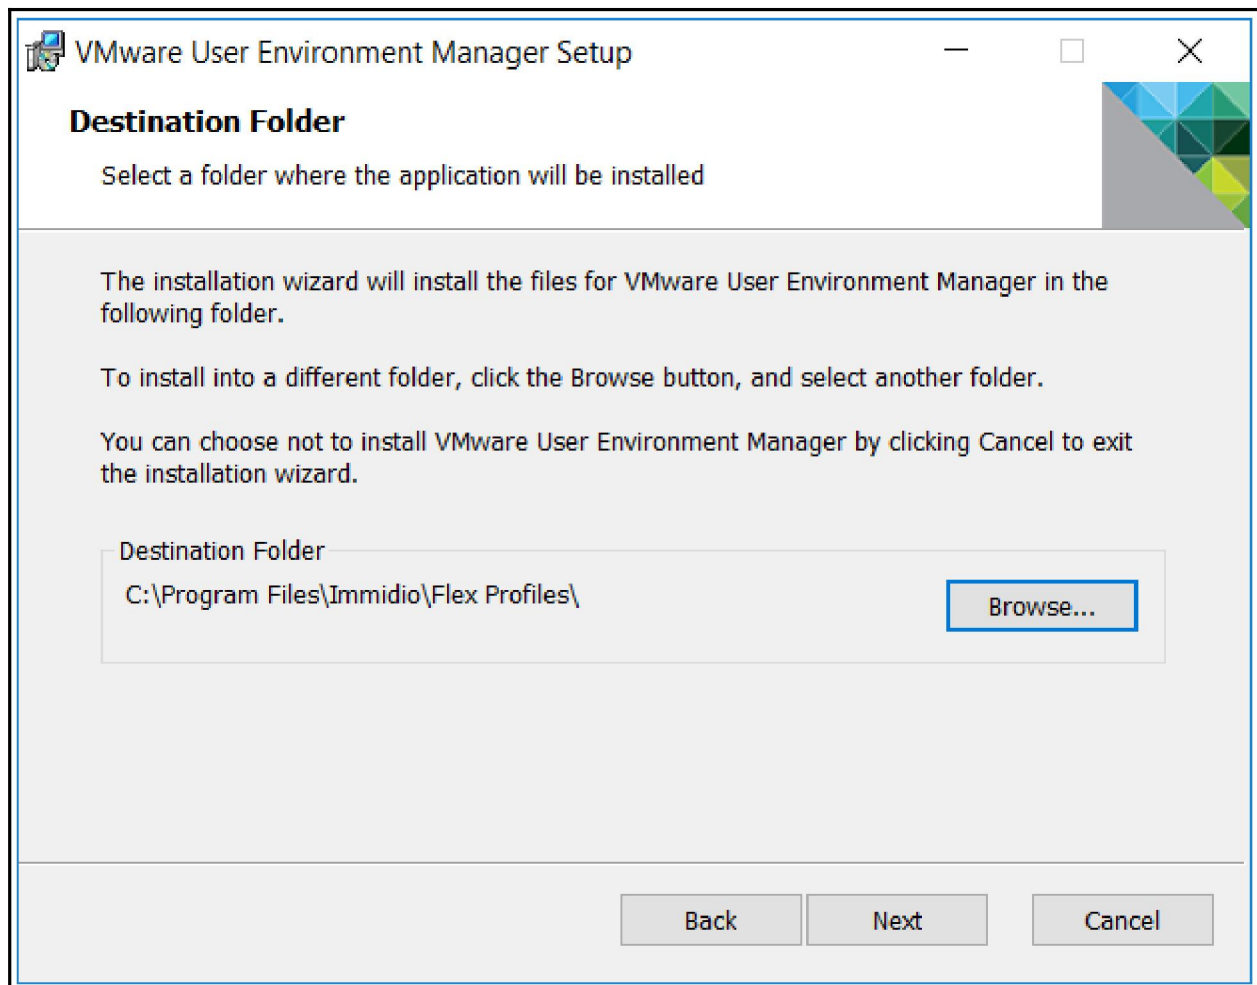 VMware User Environment Manager Setup
Destination Folder
Select a folder where the application will be installed
The installation wizard will install the files for VMware User Environment Manager in the
following folder.
To install into a different folder, click the Browse button, and select another folder.
You can choose not to install VMware User Environment Manager by clicking Cancel to exit
the installation wizard.
Destination Folder
C:\Program Files\Immidio\Flex Profiles\
Browse...
Back
Next
Cancel